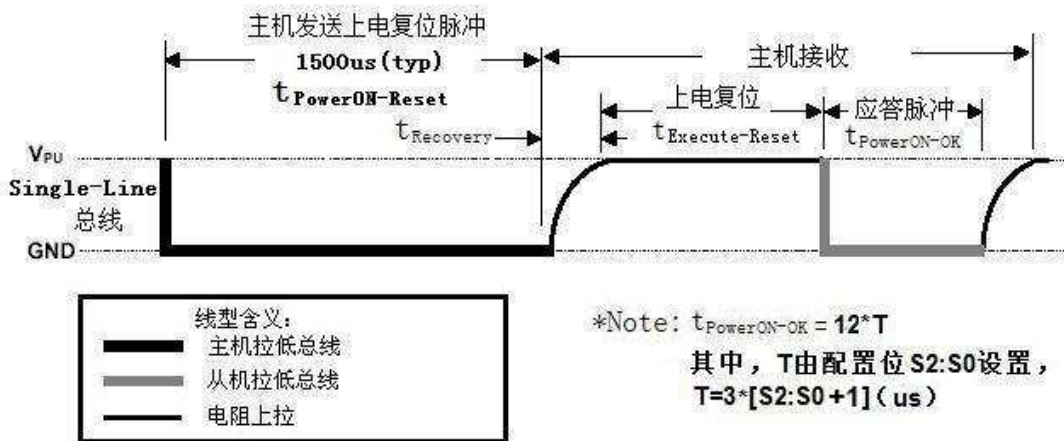 主机发送上电复位脉冲
1500us(typ)
tPowerON-Reset
主机接收
上电复位
应答脉冲
tRecovery
tExecute-Reset
tPowerON-OK
VPU
Single-Line
总线
GND
线型含义:
主机拉低总线
从机拉低总线
电阻上拉
*Note: tPowerON-OK = 12*T
其中，T由配置位S2:S0设置，
T=3*[S2:S0+1](us)